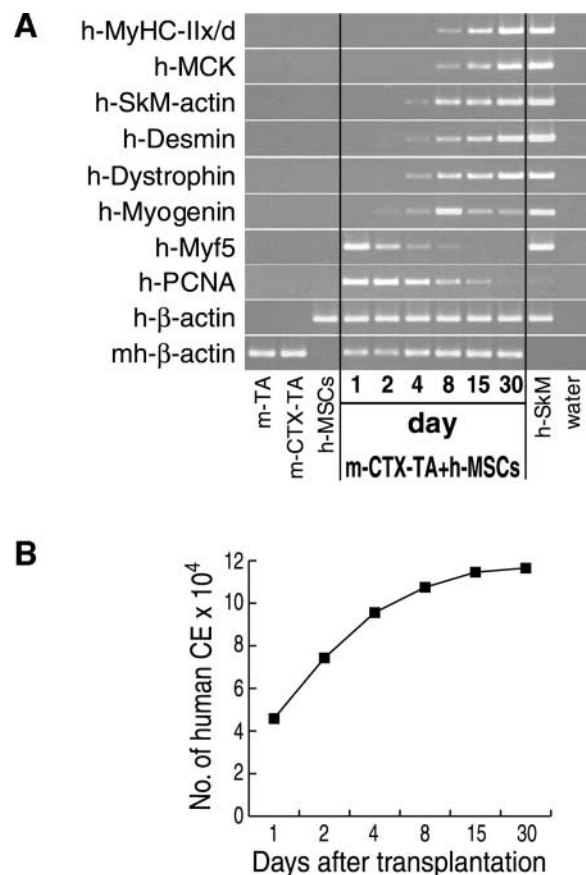 A
h-MyHC-IIx/d
h-MCK
h-SkM-actin
h-Desmin
h-Dystrophin
h-Myogenin
h-Myf5
h-PCNA
h-β-actin
mh-β-actin
m-TA
m-CTX-TA
h-MSCs
1 2 4 8 15 30
day
m-CTX-TA+h-MSCs
h-SkM
water
B
No. of human CE x 10⁴
12
10
8
6
4
2
0
1 2 4 8 15 30
Days after transplantation